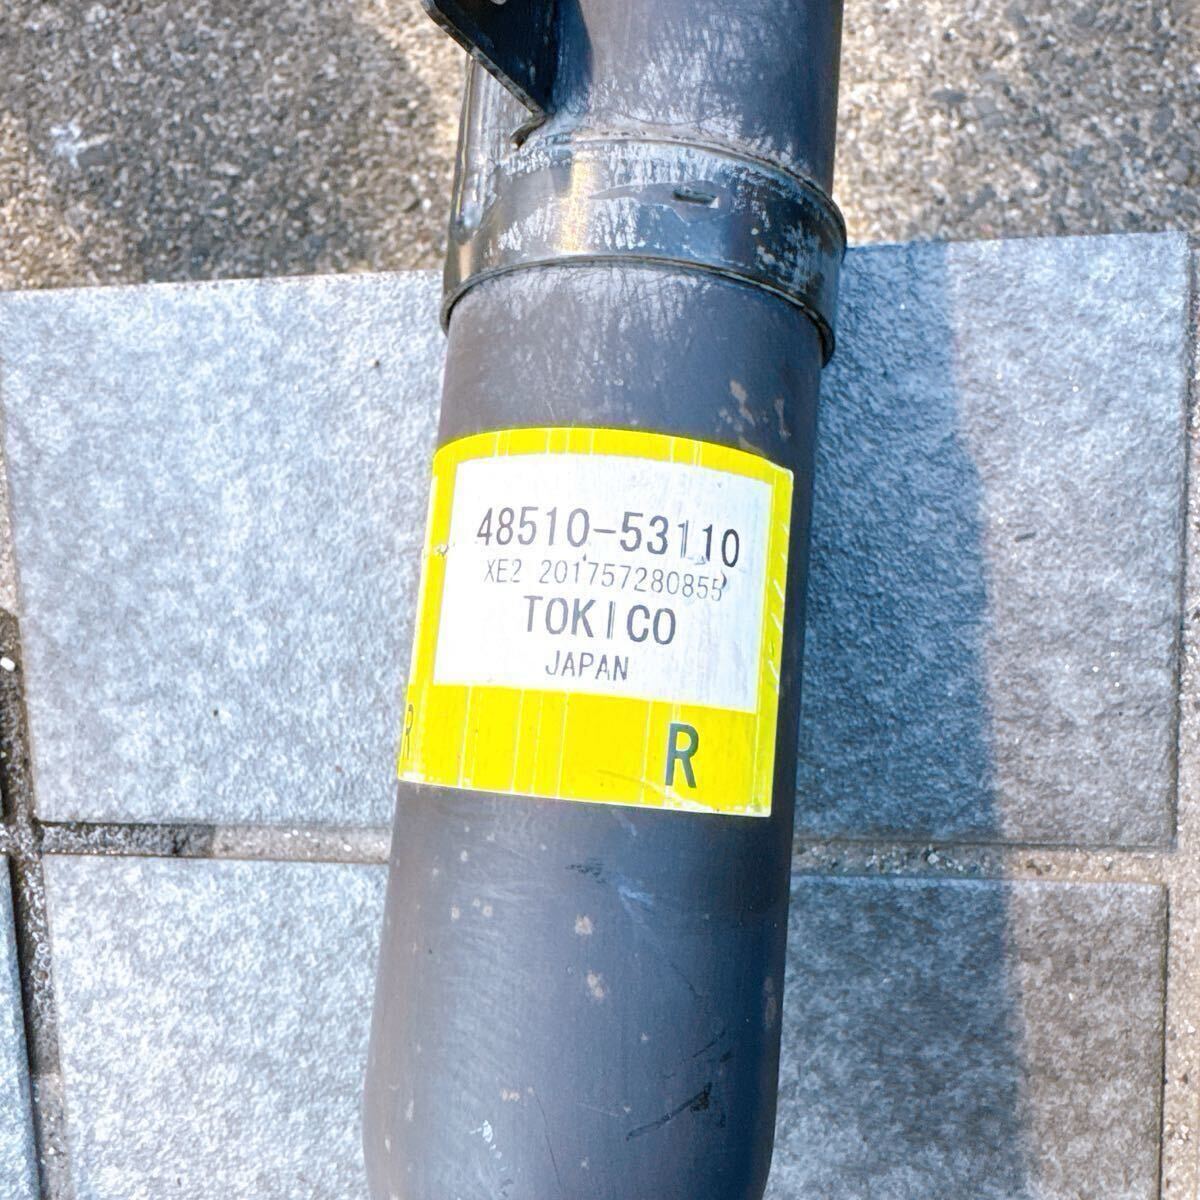 48510-53110
XE2 201757280855
TOKICO
JAPAN
R R